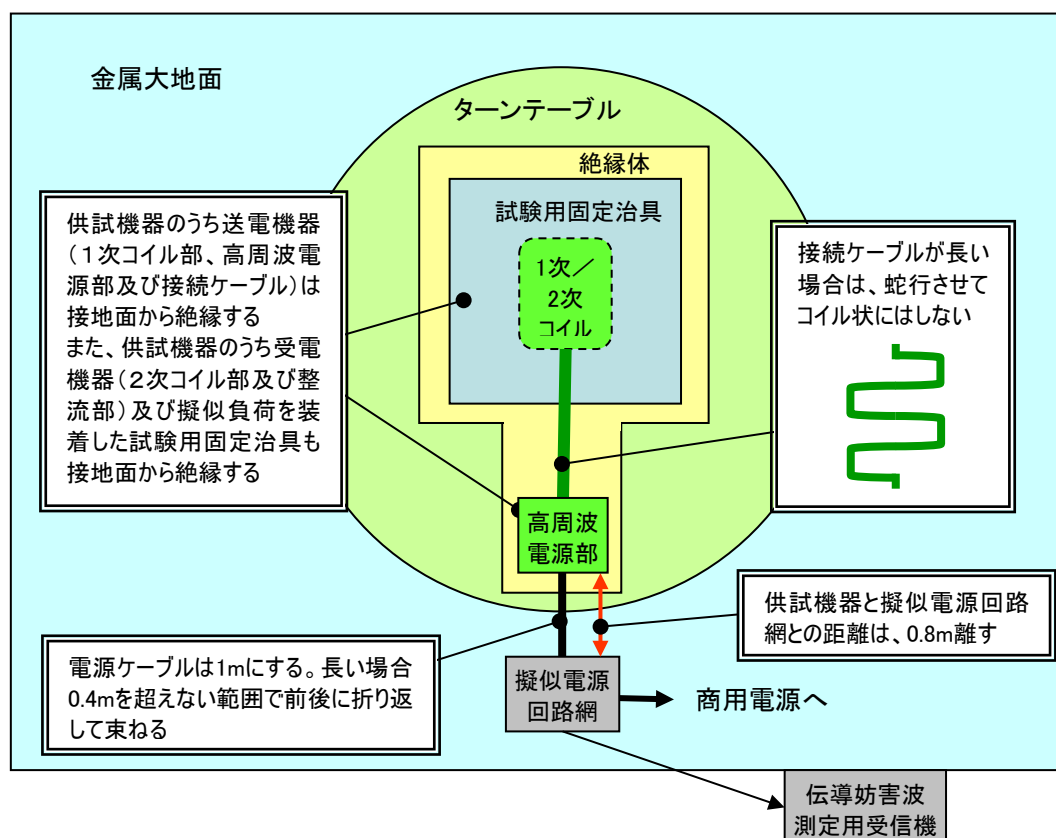 金属大地面
ターンテーブル
絶縁体
試験用固定治具
1次／
2次
コイル
供試機器のうち送電機器
（１次コイル部、高周波電
源部及び接続ケーブル）は
接地面から絶縁する
また、供試機器のうち受電
機器（２次コイル部及び整
流部）及び擬似負荷を装
着した試験用固定治具も
接地面から絶縁する
接続ケーブルが長い
場合は、蛇行させて
コイル状にはしない
高周波
電源部
供試機器と擬似電源回路
網との距離は、0.8m離す
電源ケーブルは1mにする。長い場合
0.4mを超えない範囲で前後に折り返
して束ねる
擬似電源
回路網
商用電源へ
伝導妨害波
測定用受信機